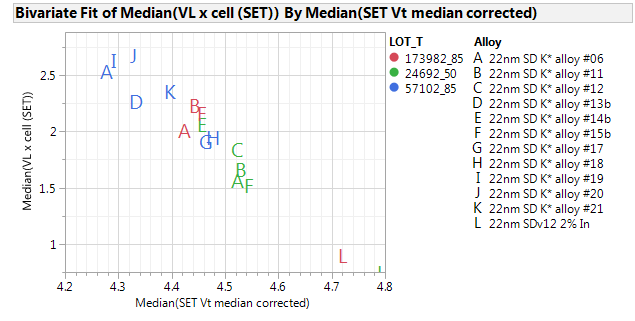 Bivariate Fit of Median(VL x cell (SET)) By Median(SET Vt median corrected)
Median(VL x cell (SET))
2.5
2
1.5
1
4.2 4.3 4.4 4.5 4.6 4.7 4.8
Median(SET Vt median corrected)
A I J
D K
B
A E
G H
C
B
A F
L
LOT_T
173982_85
24692_50
57102_85
Alloy
A 22nm SD K* alloy #06
B 22nm SD K* alloy #11
C 22nm SD K* alloy #12
D 22nm SD K* alloy #13b
E 22nm SD K* alloy #14b
F 22nm SD K* alloy #15b
G 22nm SD K* alloy #17
H 22nm SD K* alloy #18
I 22nm SD K* alloy #19
J 22nm SD K* alloy #20
K 22nm SD K* alloy #21
L 22nm SDv12 2% In